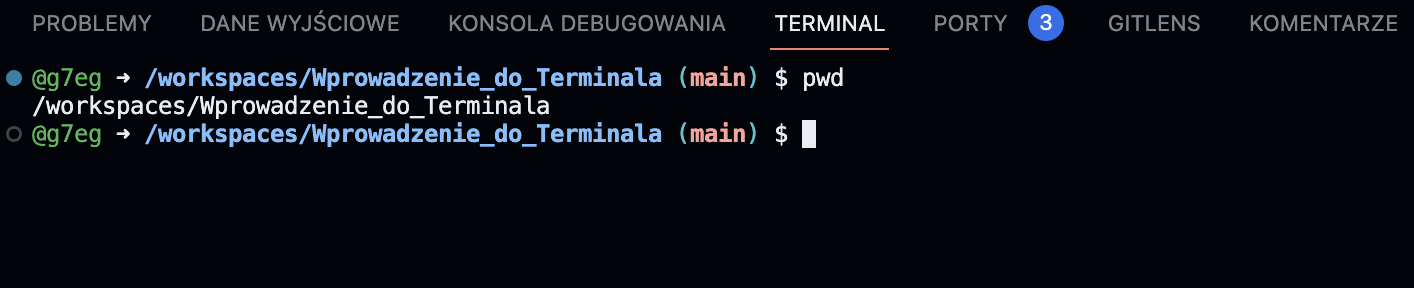 PROBLEMY DANE WYJŚCIOWE KONSOLA DEBUGOWANIA TERMINAL PORTY 3 GITLENS KOMENTARZE
@g7eg → /workspaces/Wprowadzenie_do_Terminala (main) $ pwd
/workspaces/Wprowadzenie_do_Terminala
@g7eg → /workspaces/Wprowadzenie_do_Terminala (main) $